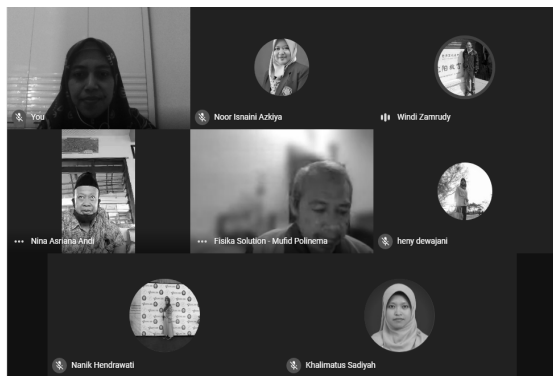 You
Noor Isnaini Azkiya
Windi Zamrudy
Nina Asriana Andi
Fisika Solution - Mufid Polinema
heny dewajani
Nanik Hendrawati
Khalimatus Sadiyah